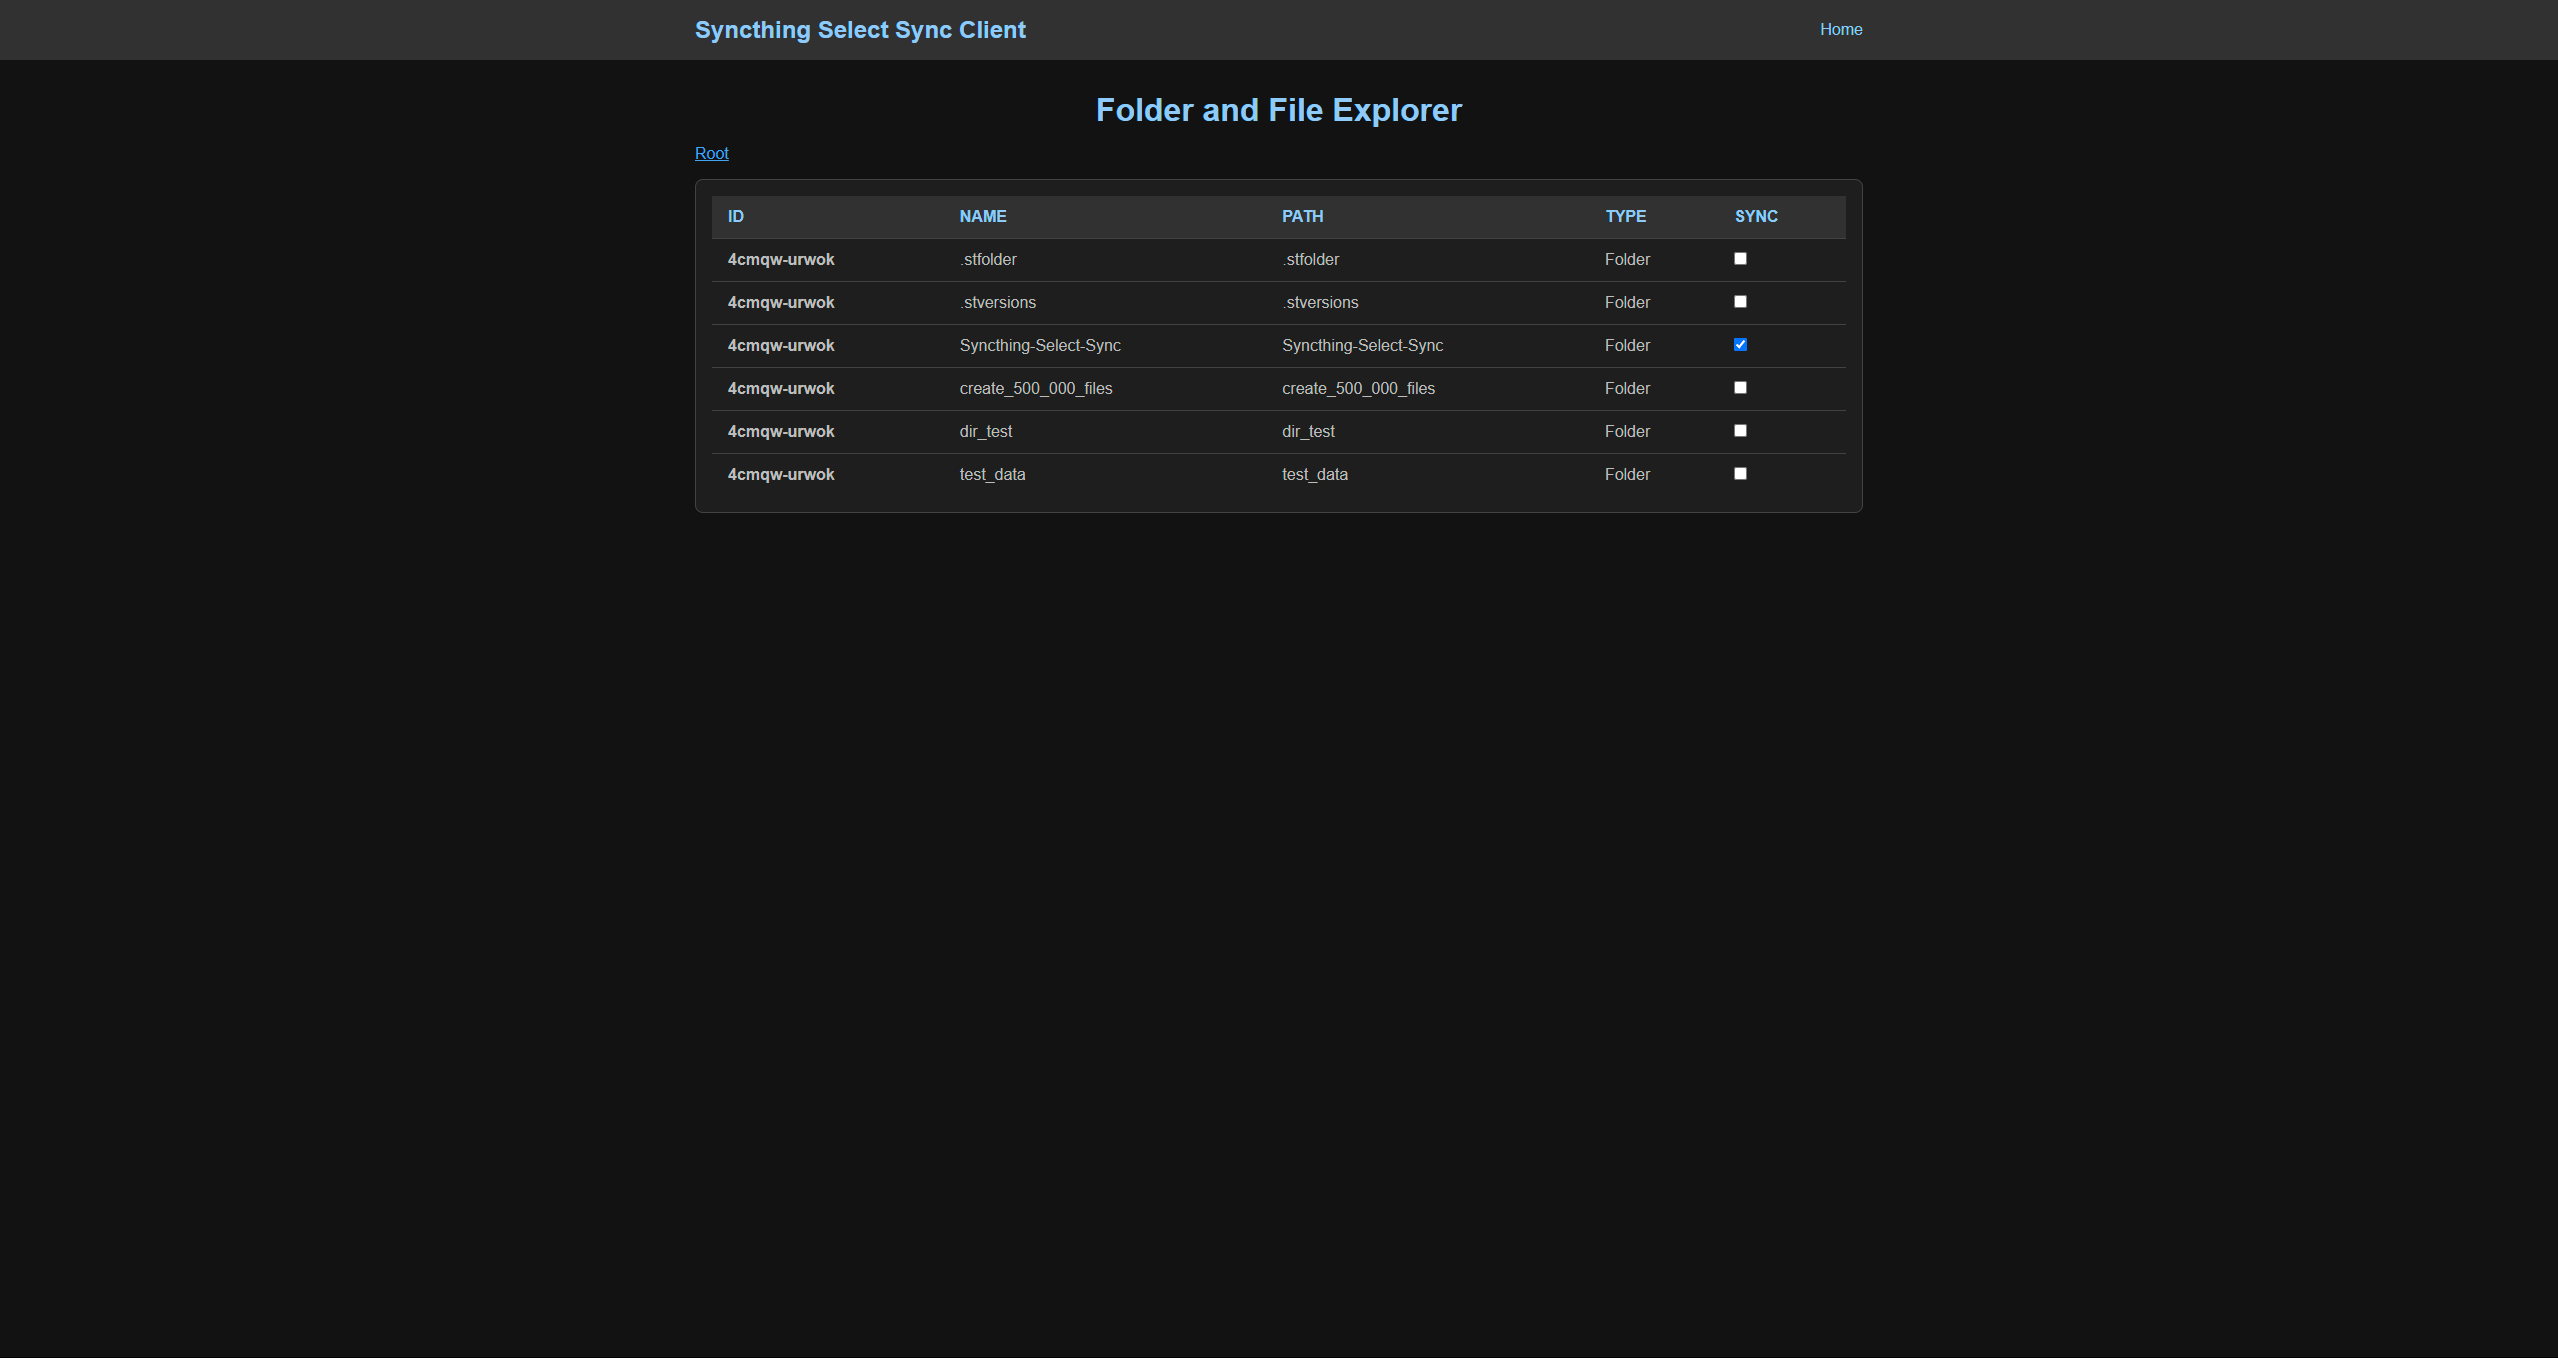 Syncthing Select Sync Client Home
Folder and File Explorer
Root
ID NAME PATH TYPE SYNC
4cmqw-urwok .stfolder .stfolder Folder
4cmqw-urwok .stversions .stversions Folder
4cmqw-urwok Syncthing-Select-Sync Syncthing-Select-Sync Folder
4cmqw-urwok create_500_000_files create_500_000_files Folder
4cmqw-urwok dir_test dir_test Folder
4cmqw-urwok test_data test_data Folder